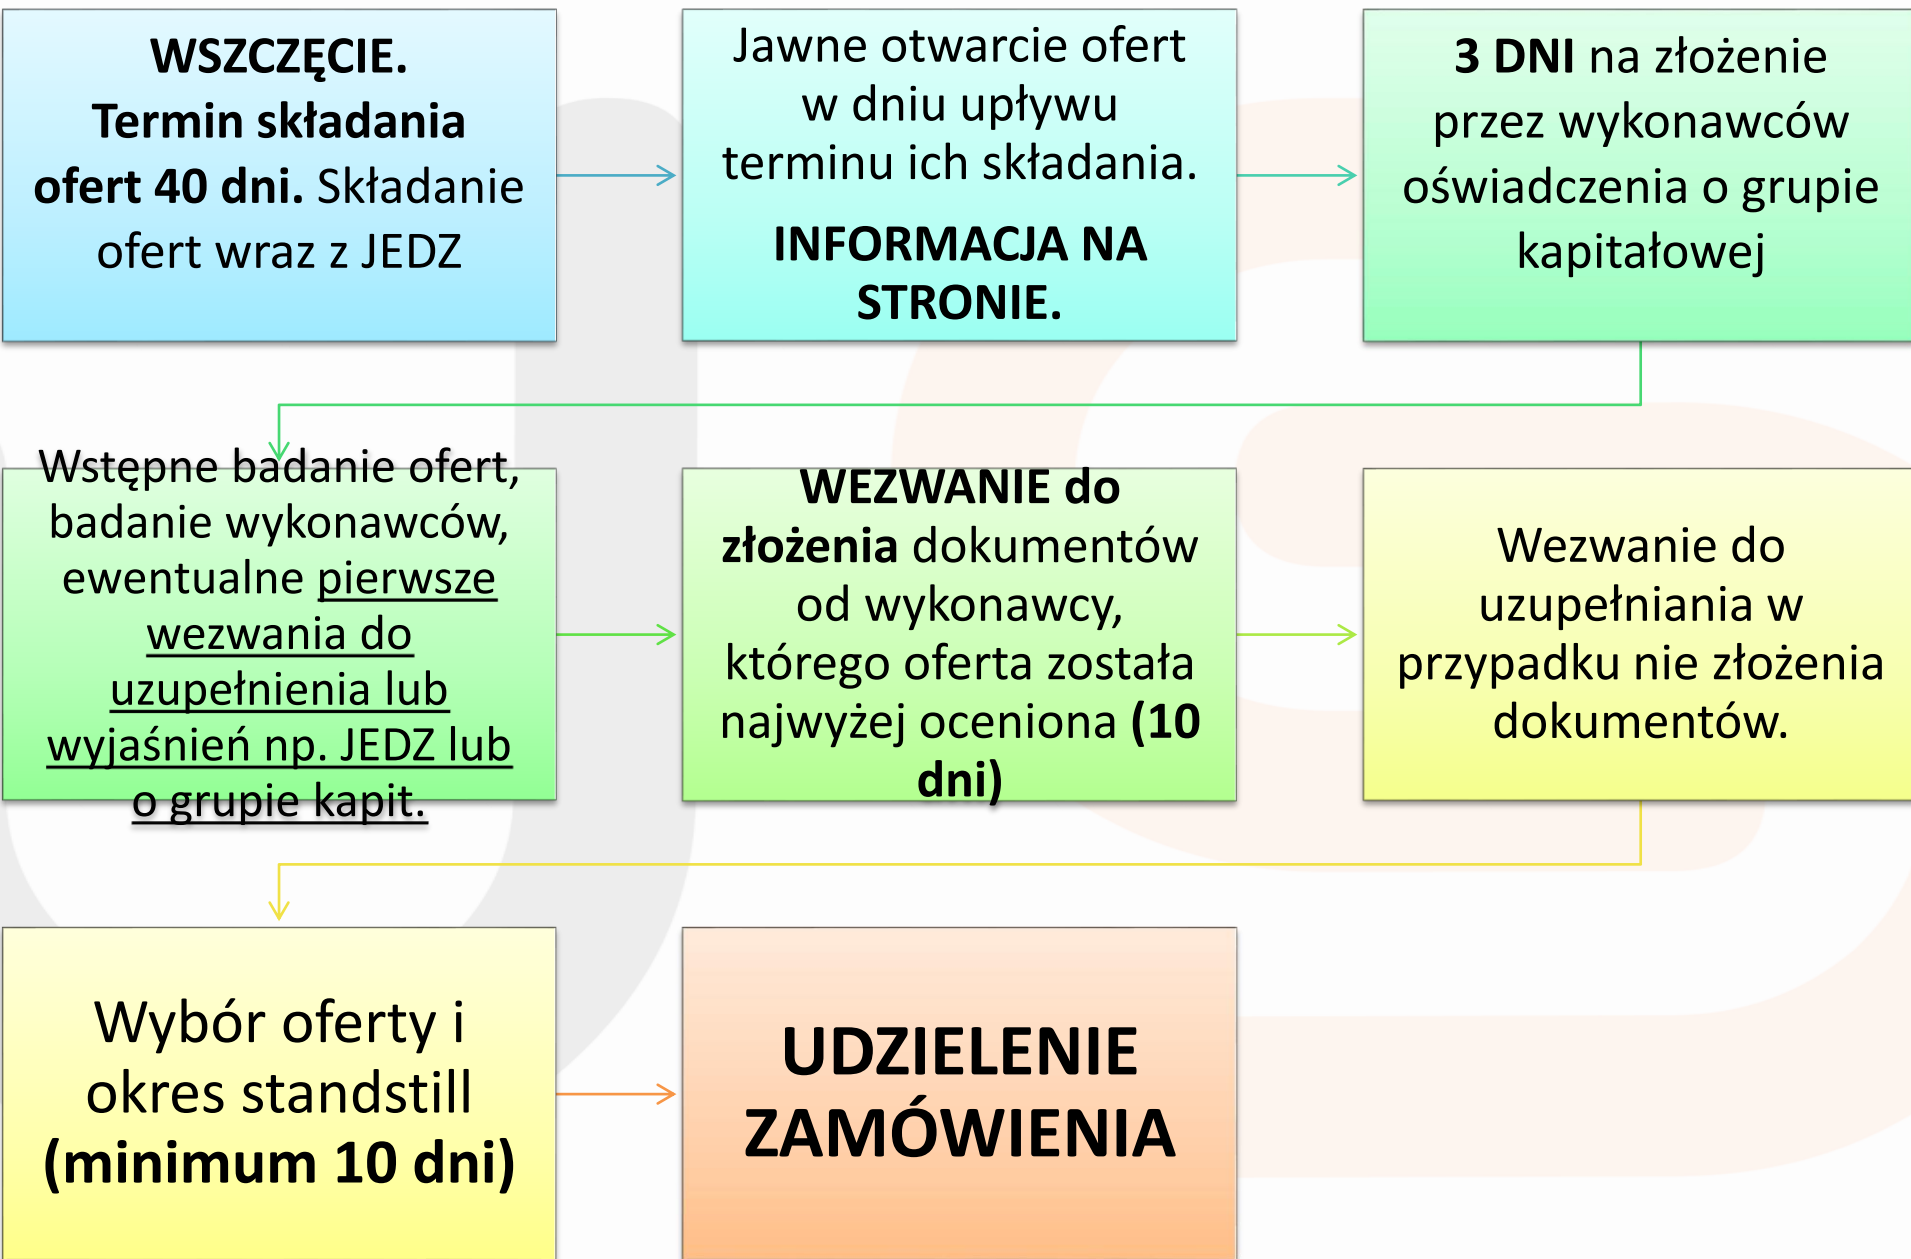 WSZCZĘCIE.
Termin składania
ofert 40 dni. Składanie
ofert wraz z JEDZ
Jawne otwarcie ofert
w dniu upływu
terminu ich składania.
INFORMACJA NA
STRONIE.
3 DNI na złożenie
przez wykonawców
oświadczenia o grupie
kapitałowej
Wstępne badanie ofert,
badanie wykonawców,
ewentualne pierwsze
wezwania do
uzupełnienia lub
wyjaśnień np. JEDZ lub
o grupie kapit.
WEZWANIE do
złożenia dokumentów
od wykonawcy,
którego oferta została
najwyżej oceniona (10
dni)
Wezwanie do
uzupełniania w
przypadku nie złożenia
dokumentów.
Wybór oferty i
okres standstill
(minimum 10 dni)
UDZIELENIE
ZAMÓWIENIA